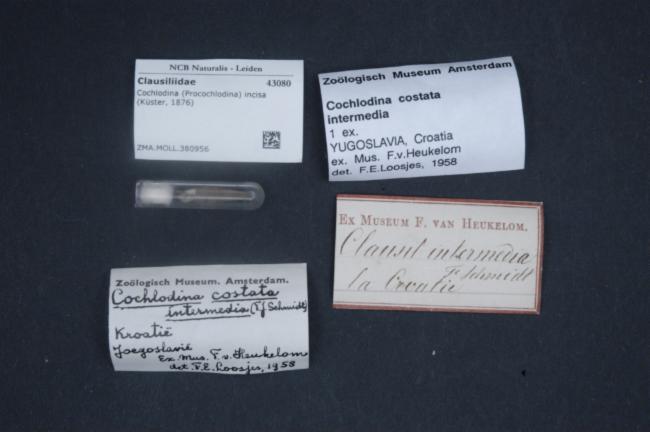 NCB Naturalis - Leiden
Clausiliidae 43080
Cochlodina (Procochlodina) incisa
(Küster, 1876)
ZMA.MOLL.380956
Zoölogisch Museum Amsterdam
Cochlodina costata
intermedia
1 ex.
YUGOSLAVIA, Croatia
ex. Mus. F.v.Heukelom
det. F.E.Loosjes, 1958
Ex Museum F. van Heukelom.
Clausil intermedia
F. Schmidt
la Croatie
Zoölogisch Museum. Amsterdam.
Cochlodina costata
intermedia (F.J. Schmidt)
Kroatië
Joegoslavië
Ex. Mus. F. v. Heukelom
det. F.E. Loosjes, 1958